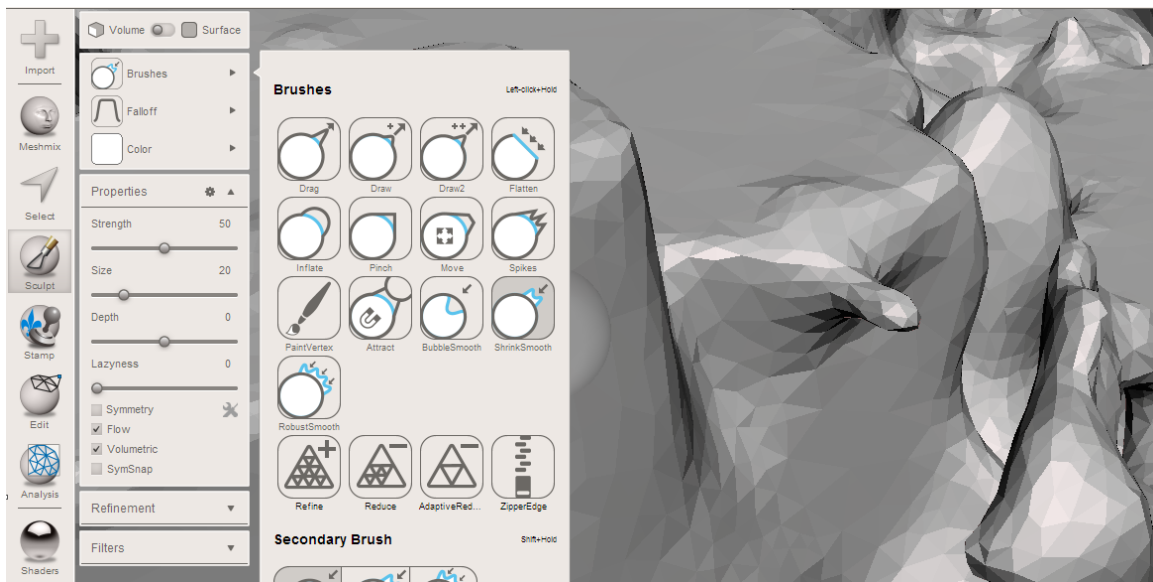 Import
Meshmix
Select
Sculpt
Stamp
Edit
Analysis
Shaders
Volume Surface
Brushes
Falloff
Color
Properties
Strength 50
Size 20
Depth 0
Lazyness 0
Symmetry
Flow
Volumetric
SymSnap
Refinement
Filters
Brushes Left-click+Hold
Drag Draw Draw2 Flatten
Inflate Pinch Move Spikes
PaintVertex Attract BubbleSmooth ShrinkSmooth
RobustSmooth
Refine Reduce AdaptiveRed... ZipperEdge
Secondary Brush Shift+Hold